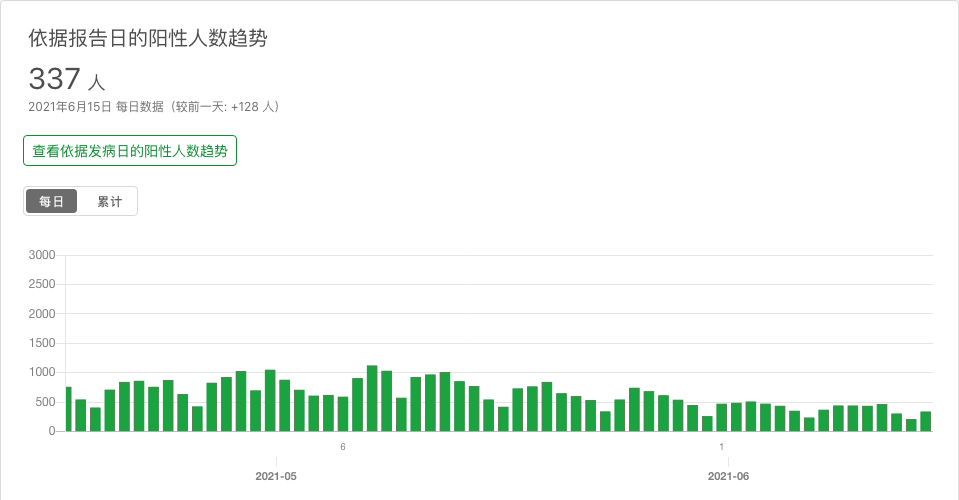 依据报告日的阳性人数趋势
337 人
2021年6月15日 每日数据（较前一天: +128 人）
查看依据发病日的阳性人数趋势
每日 累计
3000
2500
2000
1500
1000
500
0
6 1
2021-05 2021-06